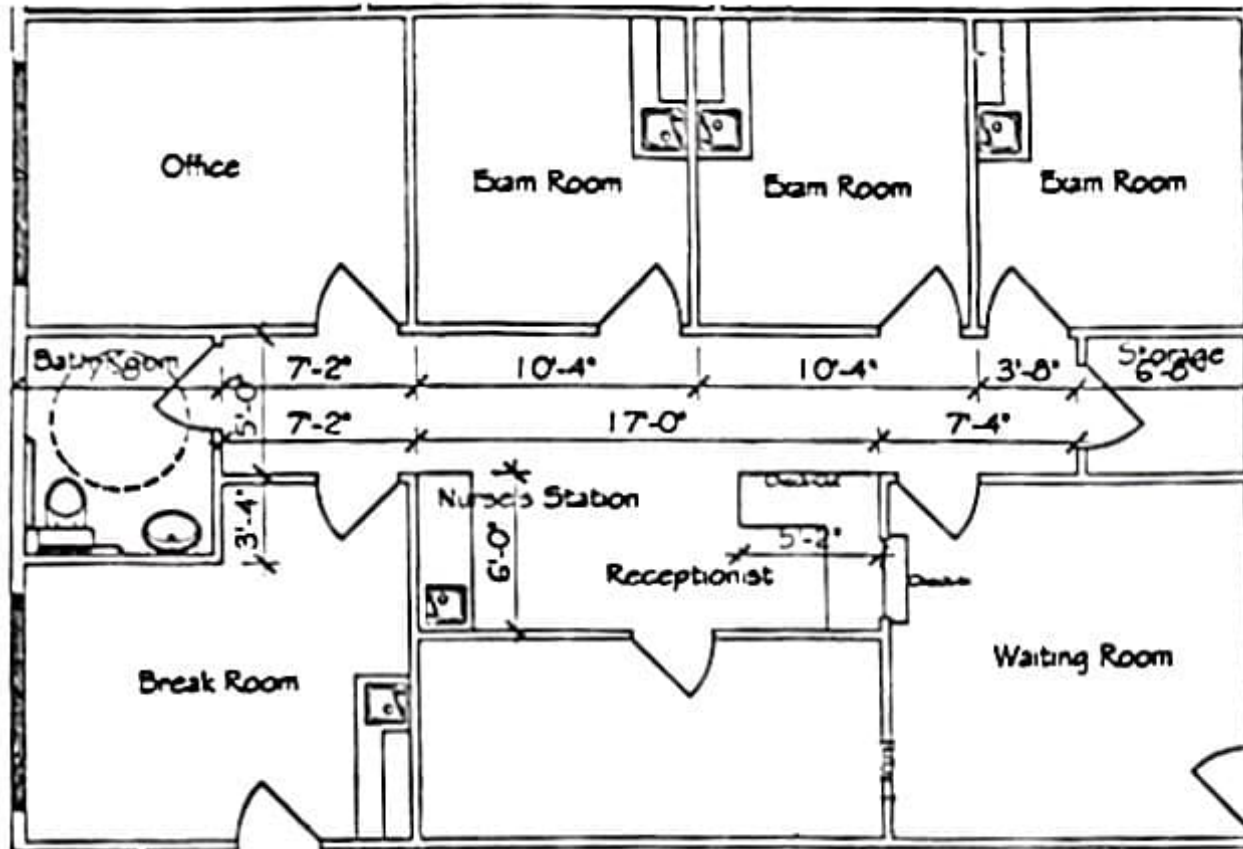 Office
Exam Room
Exam Room
Exam Room
7'-2"
10'-4"
10'-4"
3'-8"
Storage
6'-8"
5'-0"
7'-2"
17'-0"
7'-4"
Nurse's Station
3'-4"
6'-0"
5'-2"
Receptionist
Break Room
Waiting Room